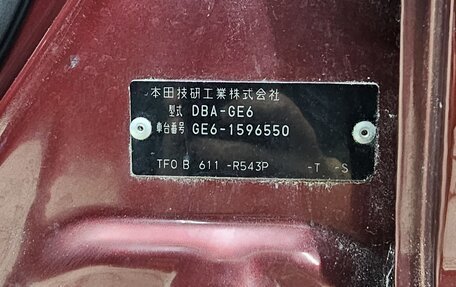 本田技研工業株式会社
型式 DBA-GE6
車台番号 GE6-1596550
TF0 B 611 -R543P -T -S